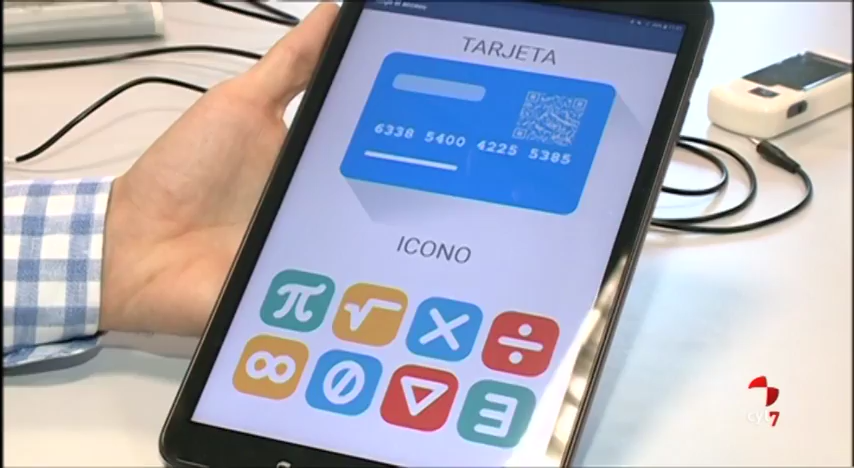 TARJETA
6338 5400 4225 5385
ICONO
π √ × ÷
∞ ∅ ▽ ∃
CYL7